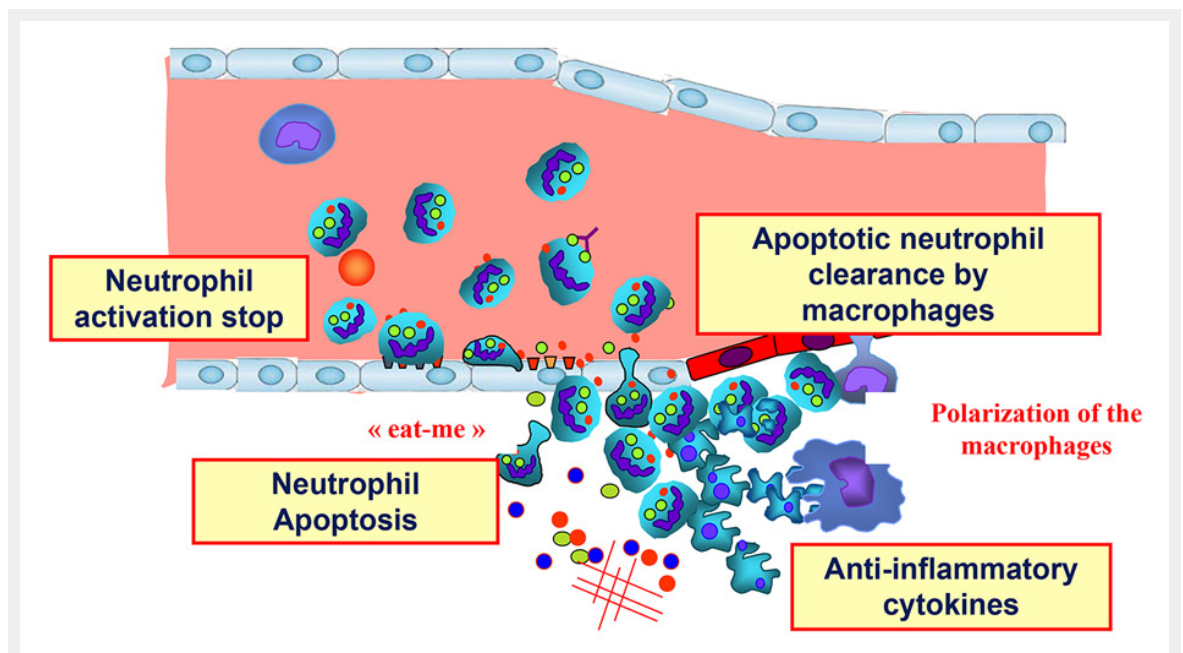 Neutrophil
activation stop
Apoptotic neutrophil
clearance by
macrophages
« eat-me »
Polarization of the
macrophages
Neutrophil
Apoptosis
Anti-inflammatory
cytokines